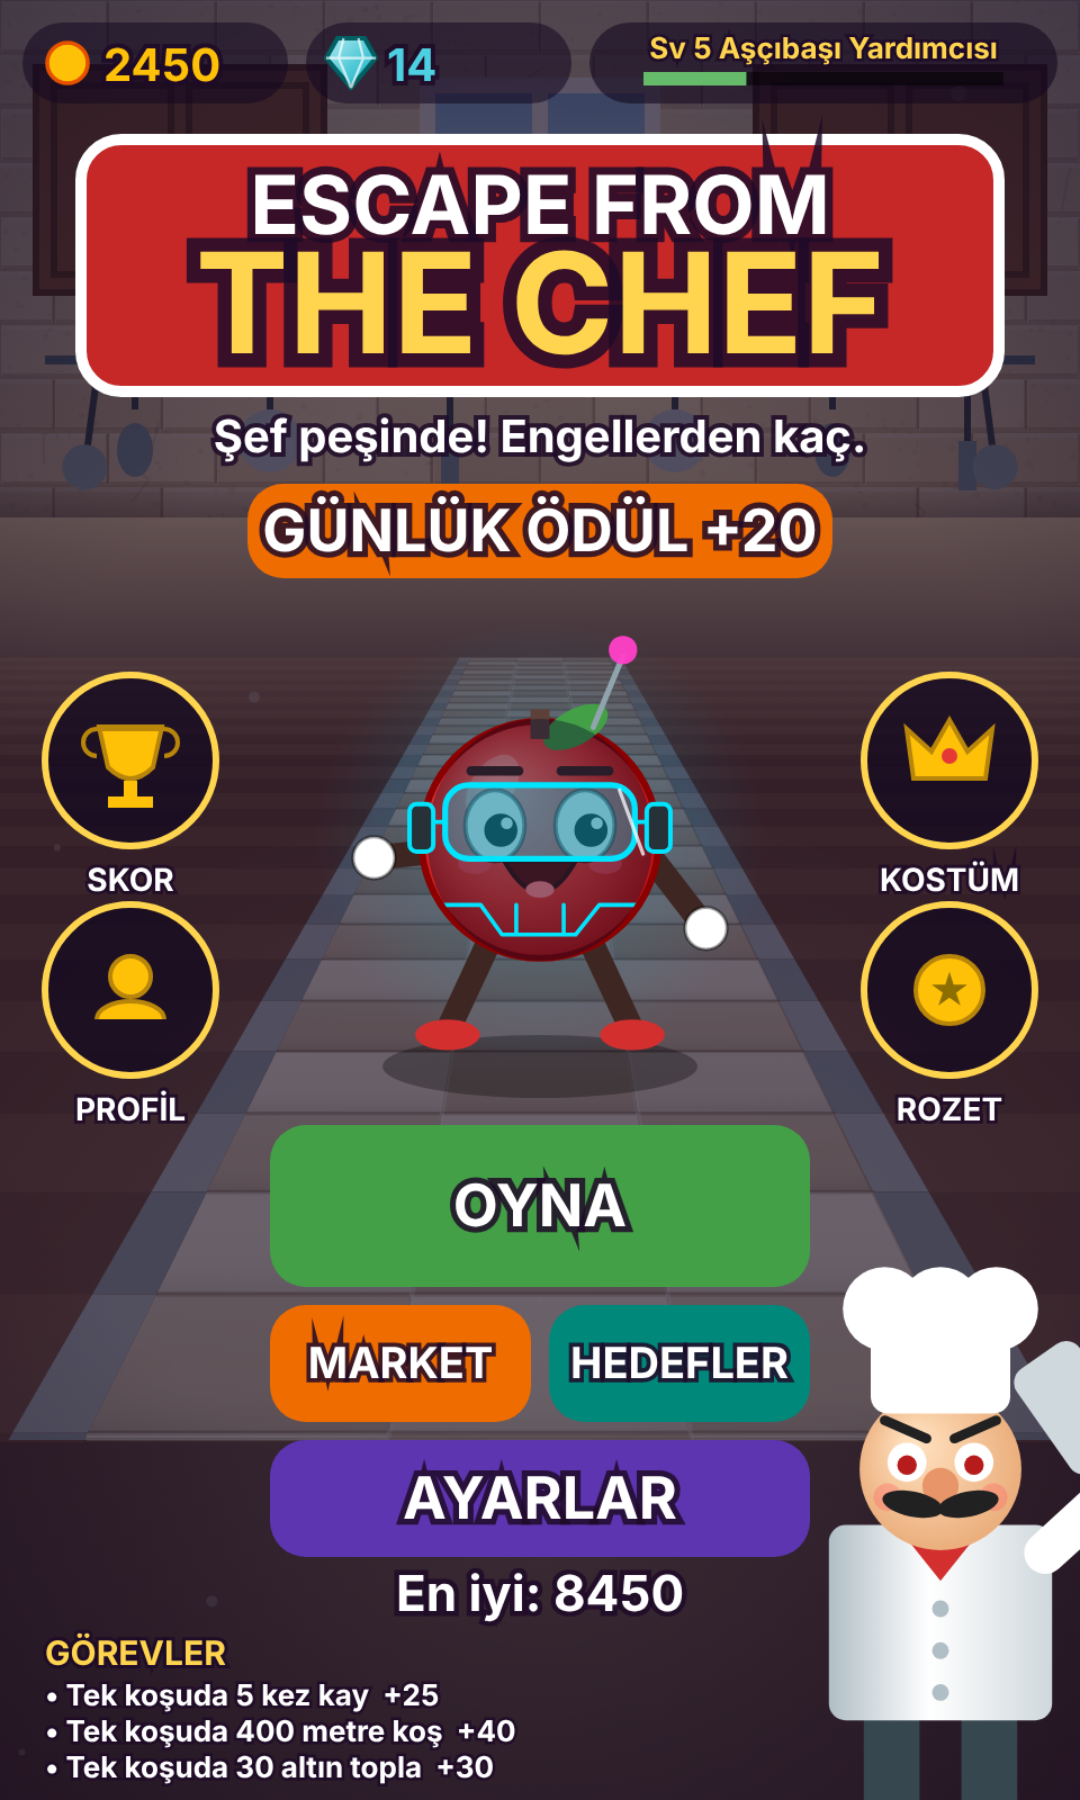 2450
14
Sv 5 Aşçıbaşı Yardımcısı
ESCAPE FROM
THE CHEF
Şef peşinde! Engellerden kaç.
GÜNLÜK ÖDÜL +20
SKOR
KOSTÜM
PROFİL
ROZET
OYNA
MARKET
HEDEFLER
AYARLAR
En iyi: 8450
GÖREVLER
• Tek koşuda 5 kez kay +25
• Tek koşuda 400 metre koş +40
• Tek koşuda 30 altın topla +30